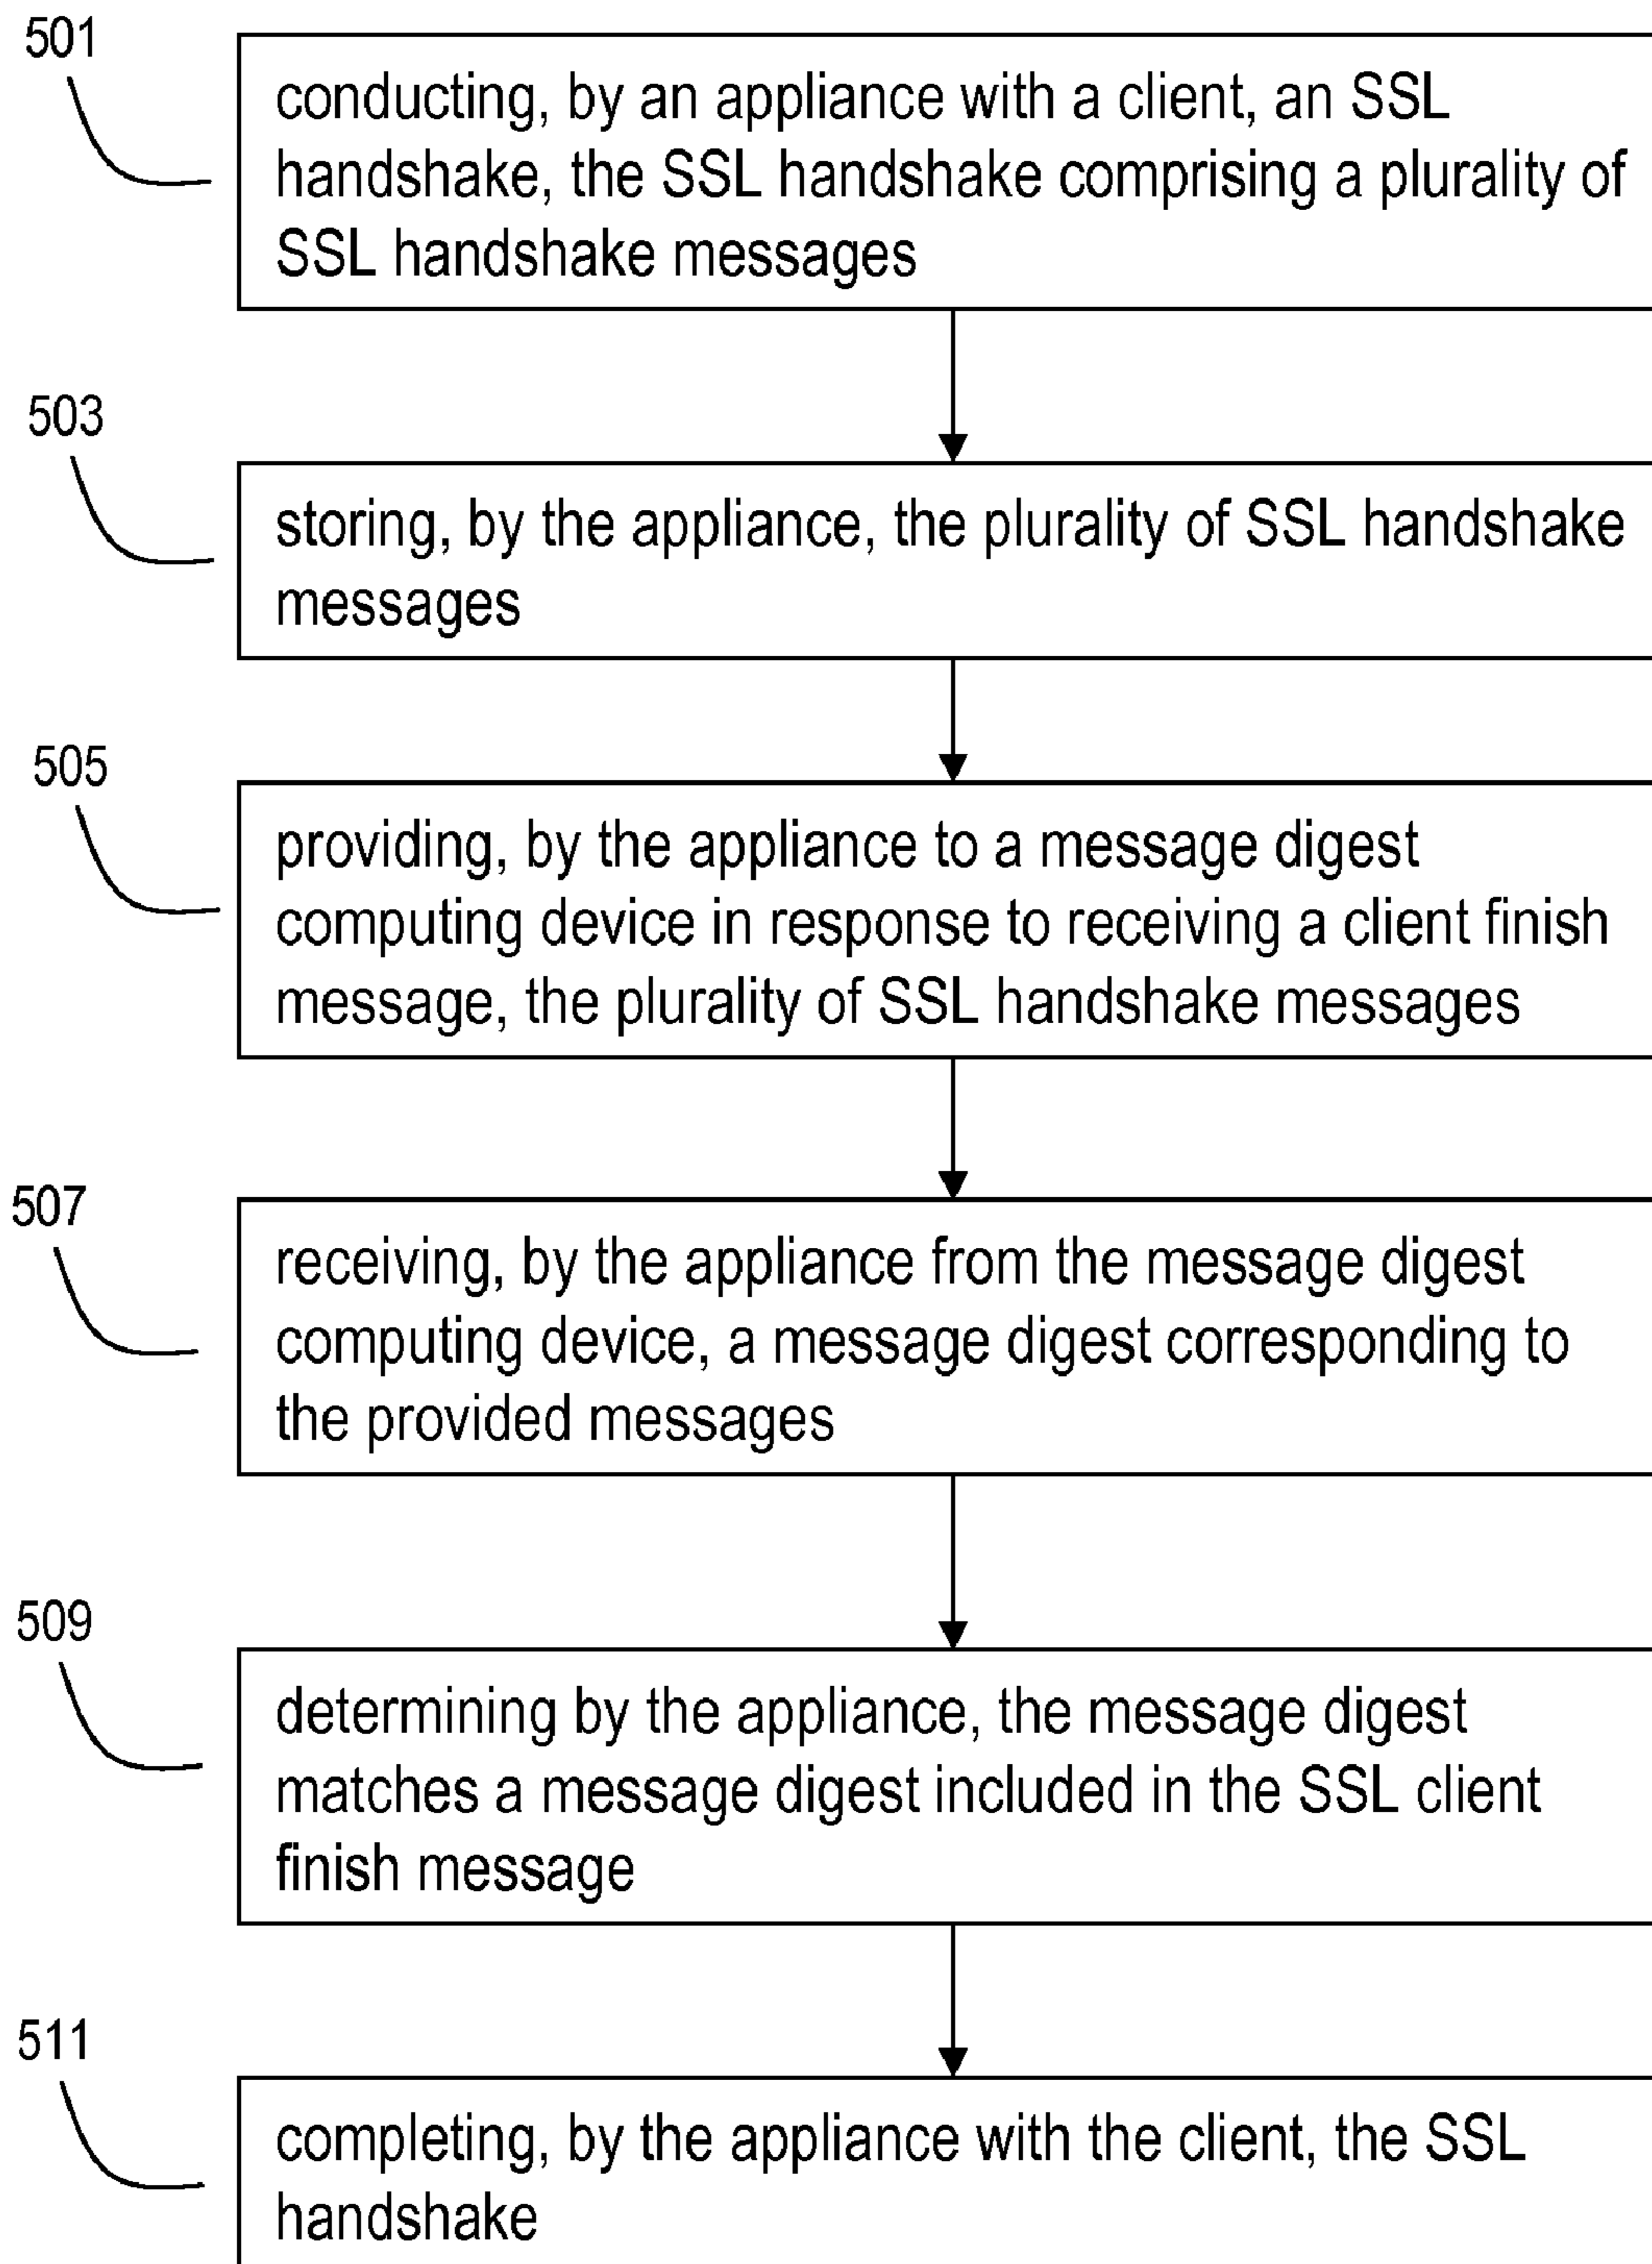 501
conducting, by an appliance with a client, an SSL
handshake, the SSL handshake comprising a plurality of
SSL handshake messages
503
storing, by the appliance, the plurality of SSL handshake
messages
505
providing, by the appliance to a message digest
computing device in response to receiving a client finish
message, the plurality of SSL handshake messages
507
receiving, by the appliance from the message digest
computing device, a message digest corresponding to
the provided messages
509
determining by the appliance, the message digest
matches a message digest included in the SSL client
finish message
511
completing, by the appliance with the client, the SSL
handshake